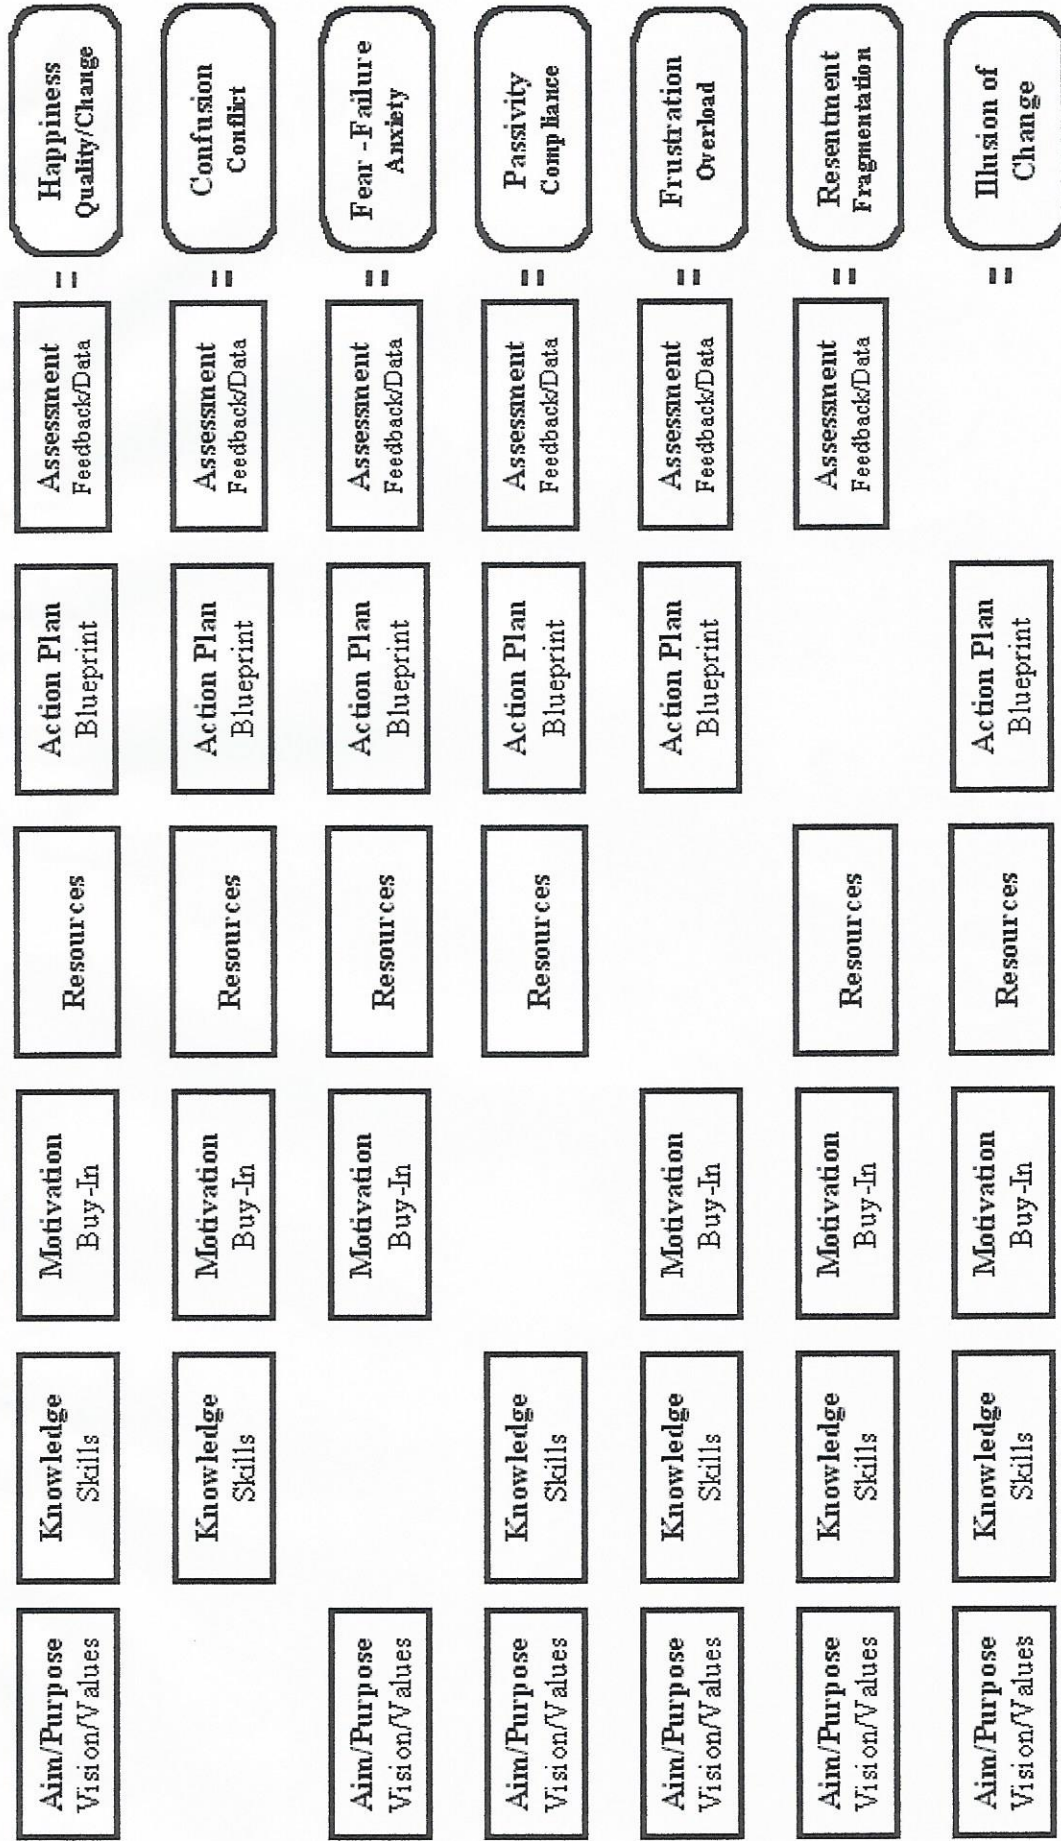 Aim/Purpose
Vision/Values
Knowledge
Skills
Motivation
Buy-In
Resources
Action Plan
Blueprint
Assessment
Feedback/Data
=
Happiness
Quality/Change
Knowledge
Skills
Motivation
Buy-In
Resources
Action Plan
Blueprint
Assessment
Feedback/Data
=
Confusion
Conflict
Aim/Purpose
Vision/Values
Motivation
Buy-In
Resources
Action Plan
Blueprint
Assessment
Feedback/Data
=
Fear-Failure
Anxiety
Aim/Purpose
Vision/Values
Knowledge
Skills
Resources
Action Plan
Blueprint
Assessment
Feedback/Data
=
Passivity
Compliance
Aim/Purpose
Vision/Values
Knowledge
Skills
Motivation
Buy-In
Action Plan
Blueprint
Assessment
Feedback/Data
=
Frustration
Overload
Aim/Purpose
Vision/Values
Knowledge
Skills
Motivation
Buy-In
Resources
Assessment
Feedback/Data
=
Resentment
Fragmentation
Aim/Purpose
Vision/Values
Knowledge
Skills
Motivation
Buy-In
Resources
Action Plan
Blueprint
=
Illusion of
Change